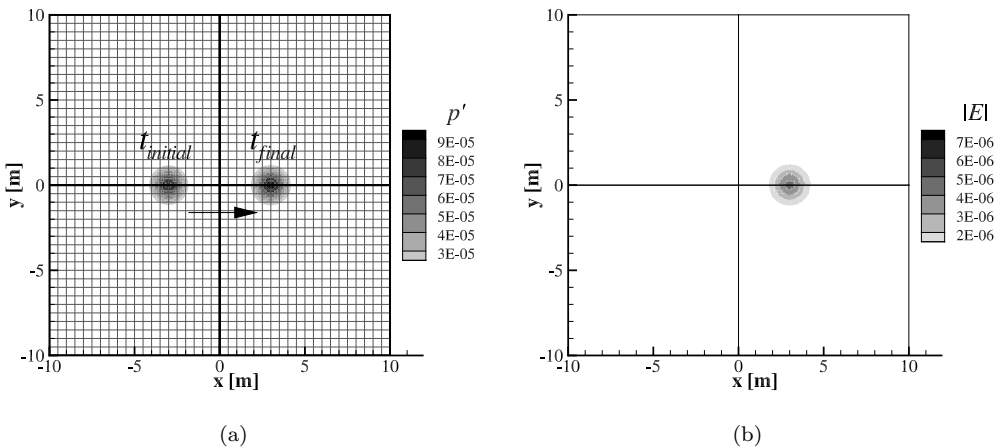 10
5
0
-5
-10
-10
-5
0
5
10
y [m]
x [m]
t initial
t final
p'
9E-05
8E-05
7E-05
6E-05
5E-05
4E-05
3E-05
(a)
10
5
0
-5
-10
-10
-5
0
5
10
y [m]
x [m]
|E|
7E-06
6E-06
5E-06
4E-06
3E-06
2E-06
(b)